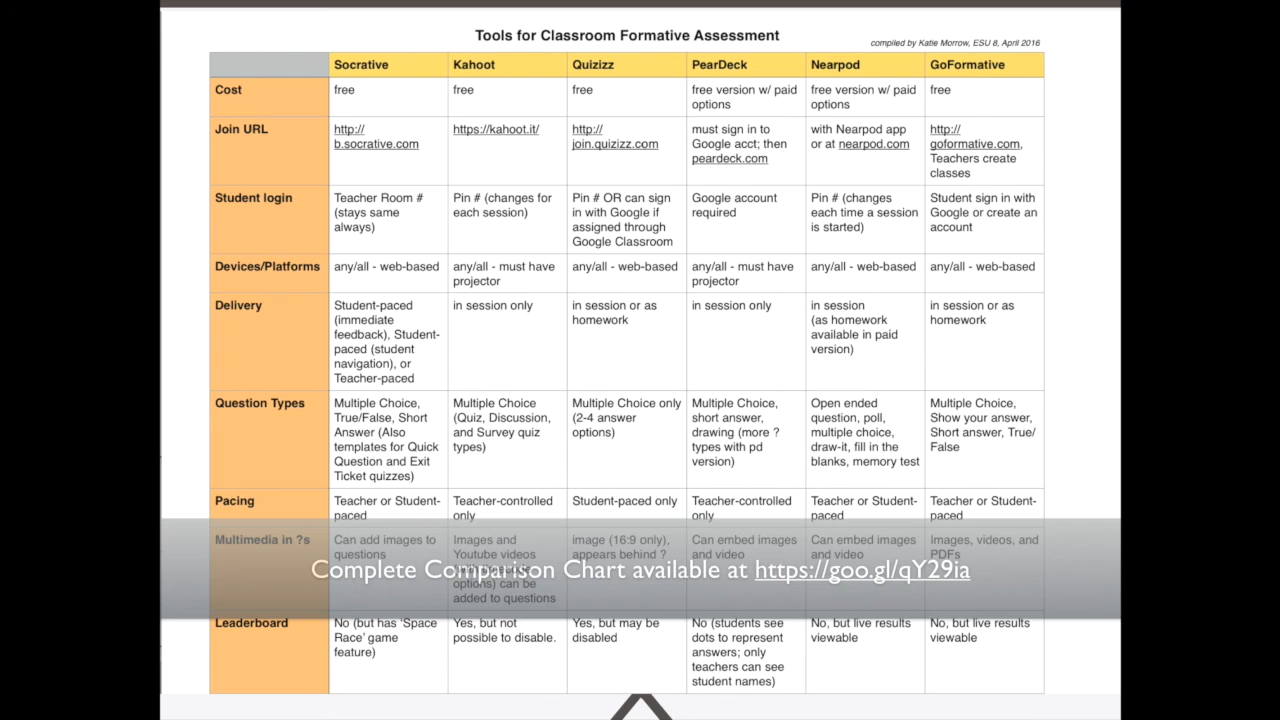 Tools for Classroom Formative Assessment
compiled by Katie Morrow, ESU 8, April 2016
Socrative Kahoot Quizizz PearDeck Nearpod GoFormative
Cost
free
free
free
free version w/ paid
options
free version w/ paid
options
free
Join URL
http://
b.socrative.com
https://kahoot.it/
http://
join.quizizz.com
must sign in to
Google acct; then
peardeck.com
with Nearpod app
or at nearpod.com
http://
goformative.com,
Teachers create
classes
Student login
Teacher Room #
(stays same
always)
Pin # (changes for
each session)
Pin # OR can sign
in with Google if
assigned through
Google Classroom
Google account
required
Pin # (changes
each time a session
is started)
Student sign in with
Google or create an
account
Devices/Platforms
any/all - web-based
any/all - must have
projector
any/all - web-based
any/all - must have
projector
any/all - web-based
any/all - web-based
Delivery
Student-paced
(immediate
feedback), Student-
paced (student
navigation), or
Teacher-paced
in session only
in session or as
homework
in session only
in session
(as homework
available in paid
version)
in session or as
homework
Question Types
Multiple Choice,
True/False, Short
Answer (Also
templates for Quick
Question and Exit
Ticket quizzes)
Multiple Choice
(Quiz, Discussion,
and Survey quiz
types)
Multiple Choice only
(2-4 answer
options)
Multiple Choice,
short answer,
drawing (more ?
types with pd
version)
Open ended
question, poll,
multiple choice,
draw-it, fill in the
blanks, memory test
Multiple Choice,
Show your answer,
Short answer, True/
False
Pacing
Teacher or Student-
paced
Teacher-controlled
only
Student-paced only
Teacher-controlled
only
Teacher or Student-
paced
Teacher or Student-
paced
Multimedia in ?s
Can add images to
questions
Images and
Youtube videos
options) can be
added to questions
image (16:9 only),
appears behind ?
Can embed images
and video
Can embed images
and video
Images, videos, and
PDFs
Complete Comparison Chart available at https://goo.gl/qY29ia
Leaderboard
No (but has ‘Space
Race’ game
feature)
Yes, but not
possible to disable.
Yes, but may be
disabled
No (students see
dots to represent
answers; only
teachers can see
student names)
No, but live results
viewable
No, but live results
viewable